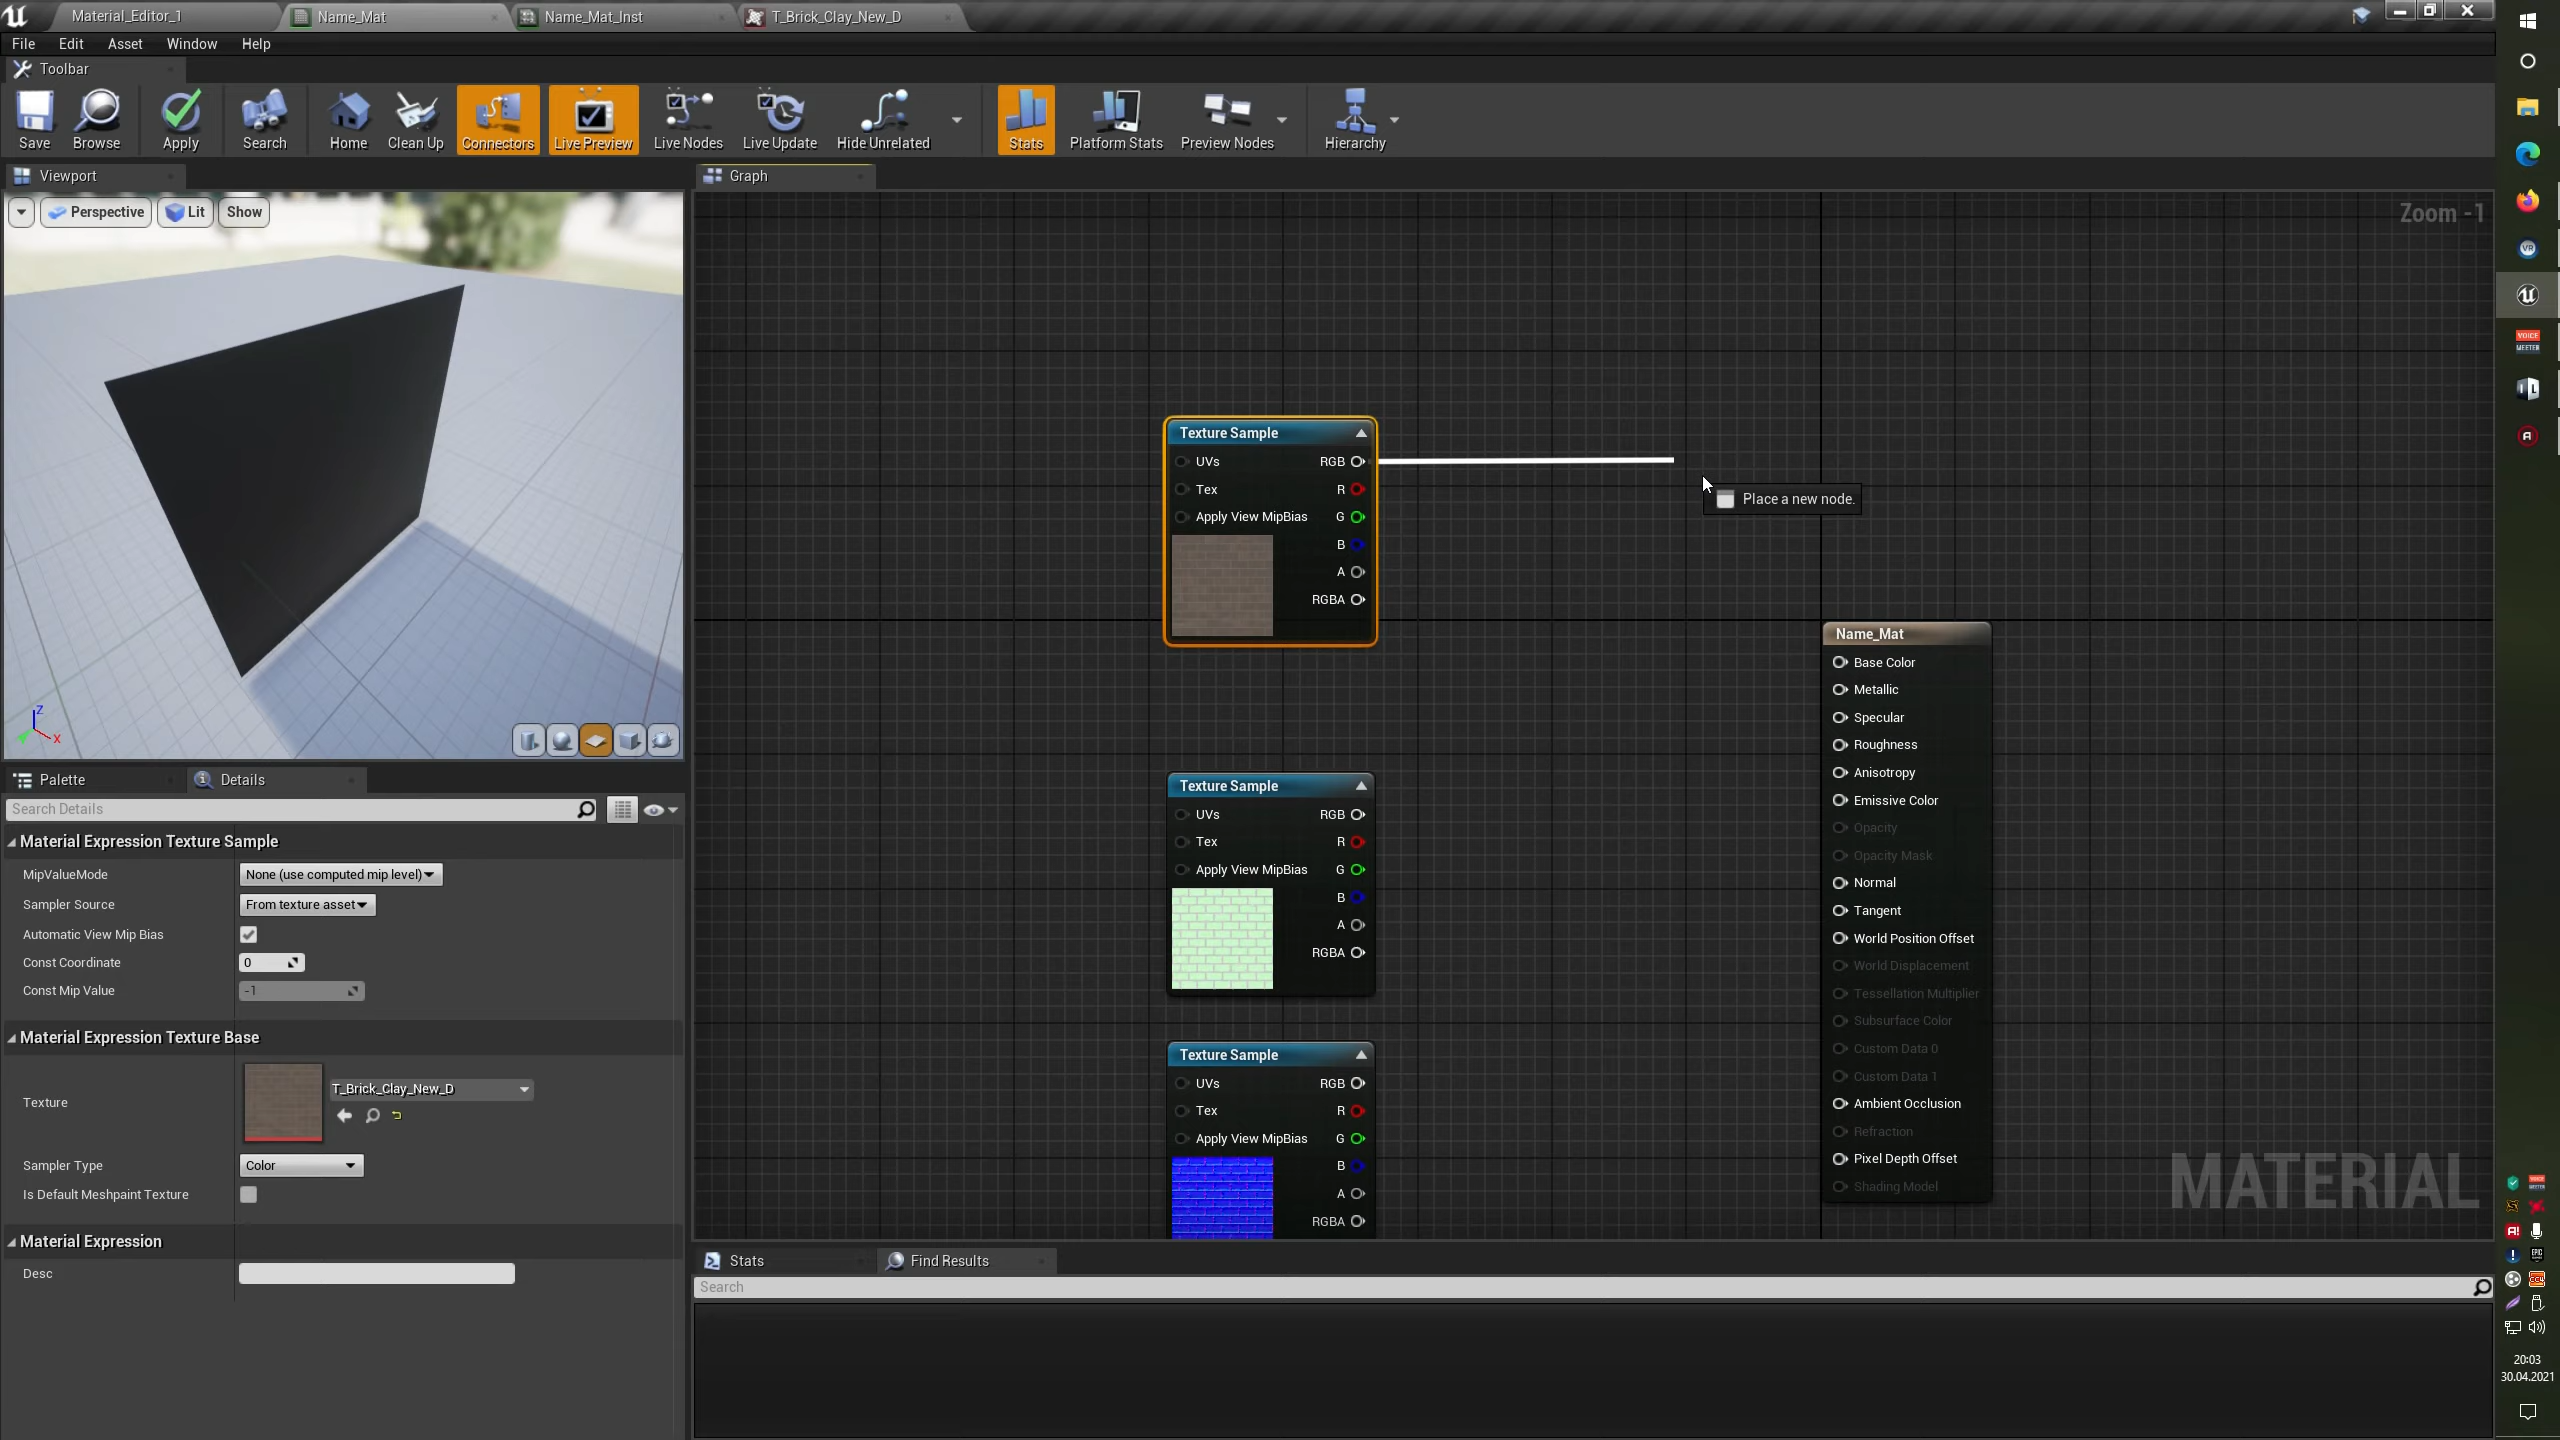 Material_Editor_1
Name_Mat
Name_Mat_Inst
T_Brick_Clay_New_D
File
Edit
Asset
Window
Help
Toolbar
Save
Browse
Apply
Search
Home
Clean Up
Connectors
Live Preview
Live Nodes
Live Update
Hide Unrelated
Stats
Platform Stats
Preview Nodes
Hierarchy
Viewport
Perspective
Lit
Show
Z
X
Graph
Zoom -1
Texture Sample
UVs
RGB
Tex
R
Apply View MipBias
G
B
A
RGBA
Place a new node.
Texture Sample
UVs
RGB
Tex
R
Apply View MipBias
G
B
A
RGBA
Texture Sample
UVs
RGB
Tex
R
Apply View MipBias
G
B
A
RGBA
Name_Mat
Base Color
Metallic
Specular
Roughness
Anisotropy
Emissive Color
Opacity
Opacity Mask
Normal
Tangent
World Position Offset
World Displacement
Tessellation Multiplier
Subsurface Color
Custom Data 0
Custom Data 1
Ambient Occlusion
Refraction
Pixel Depth Offset
Shading Model
MATERIAL
Palette
Details
Search Details
Material Expression Texture Sample
MipValueMode
None (use computed mip level)
Sampler Source
From texture asset
Automatic View Mip Bias
Const Coordinate
0
Const Mip Value
-1
Material Expression Texture Base
Texture
T_Brick_Clay_New_D
Sampler Type
Color
Is Default Meshpaint Texture
Material Expression
Desc
Stats
Find Results
Search
VR
VOICE
MEETER
20:03
30.04.2021